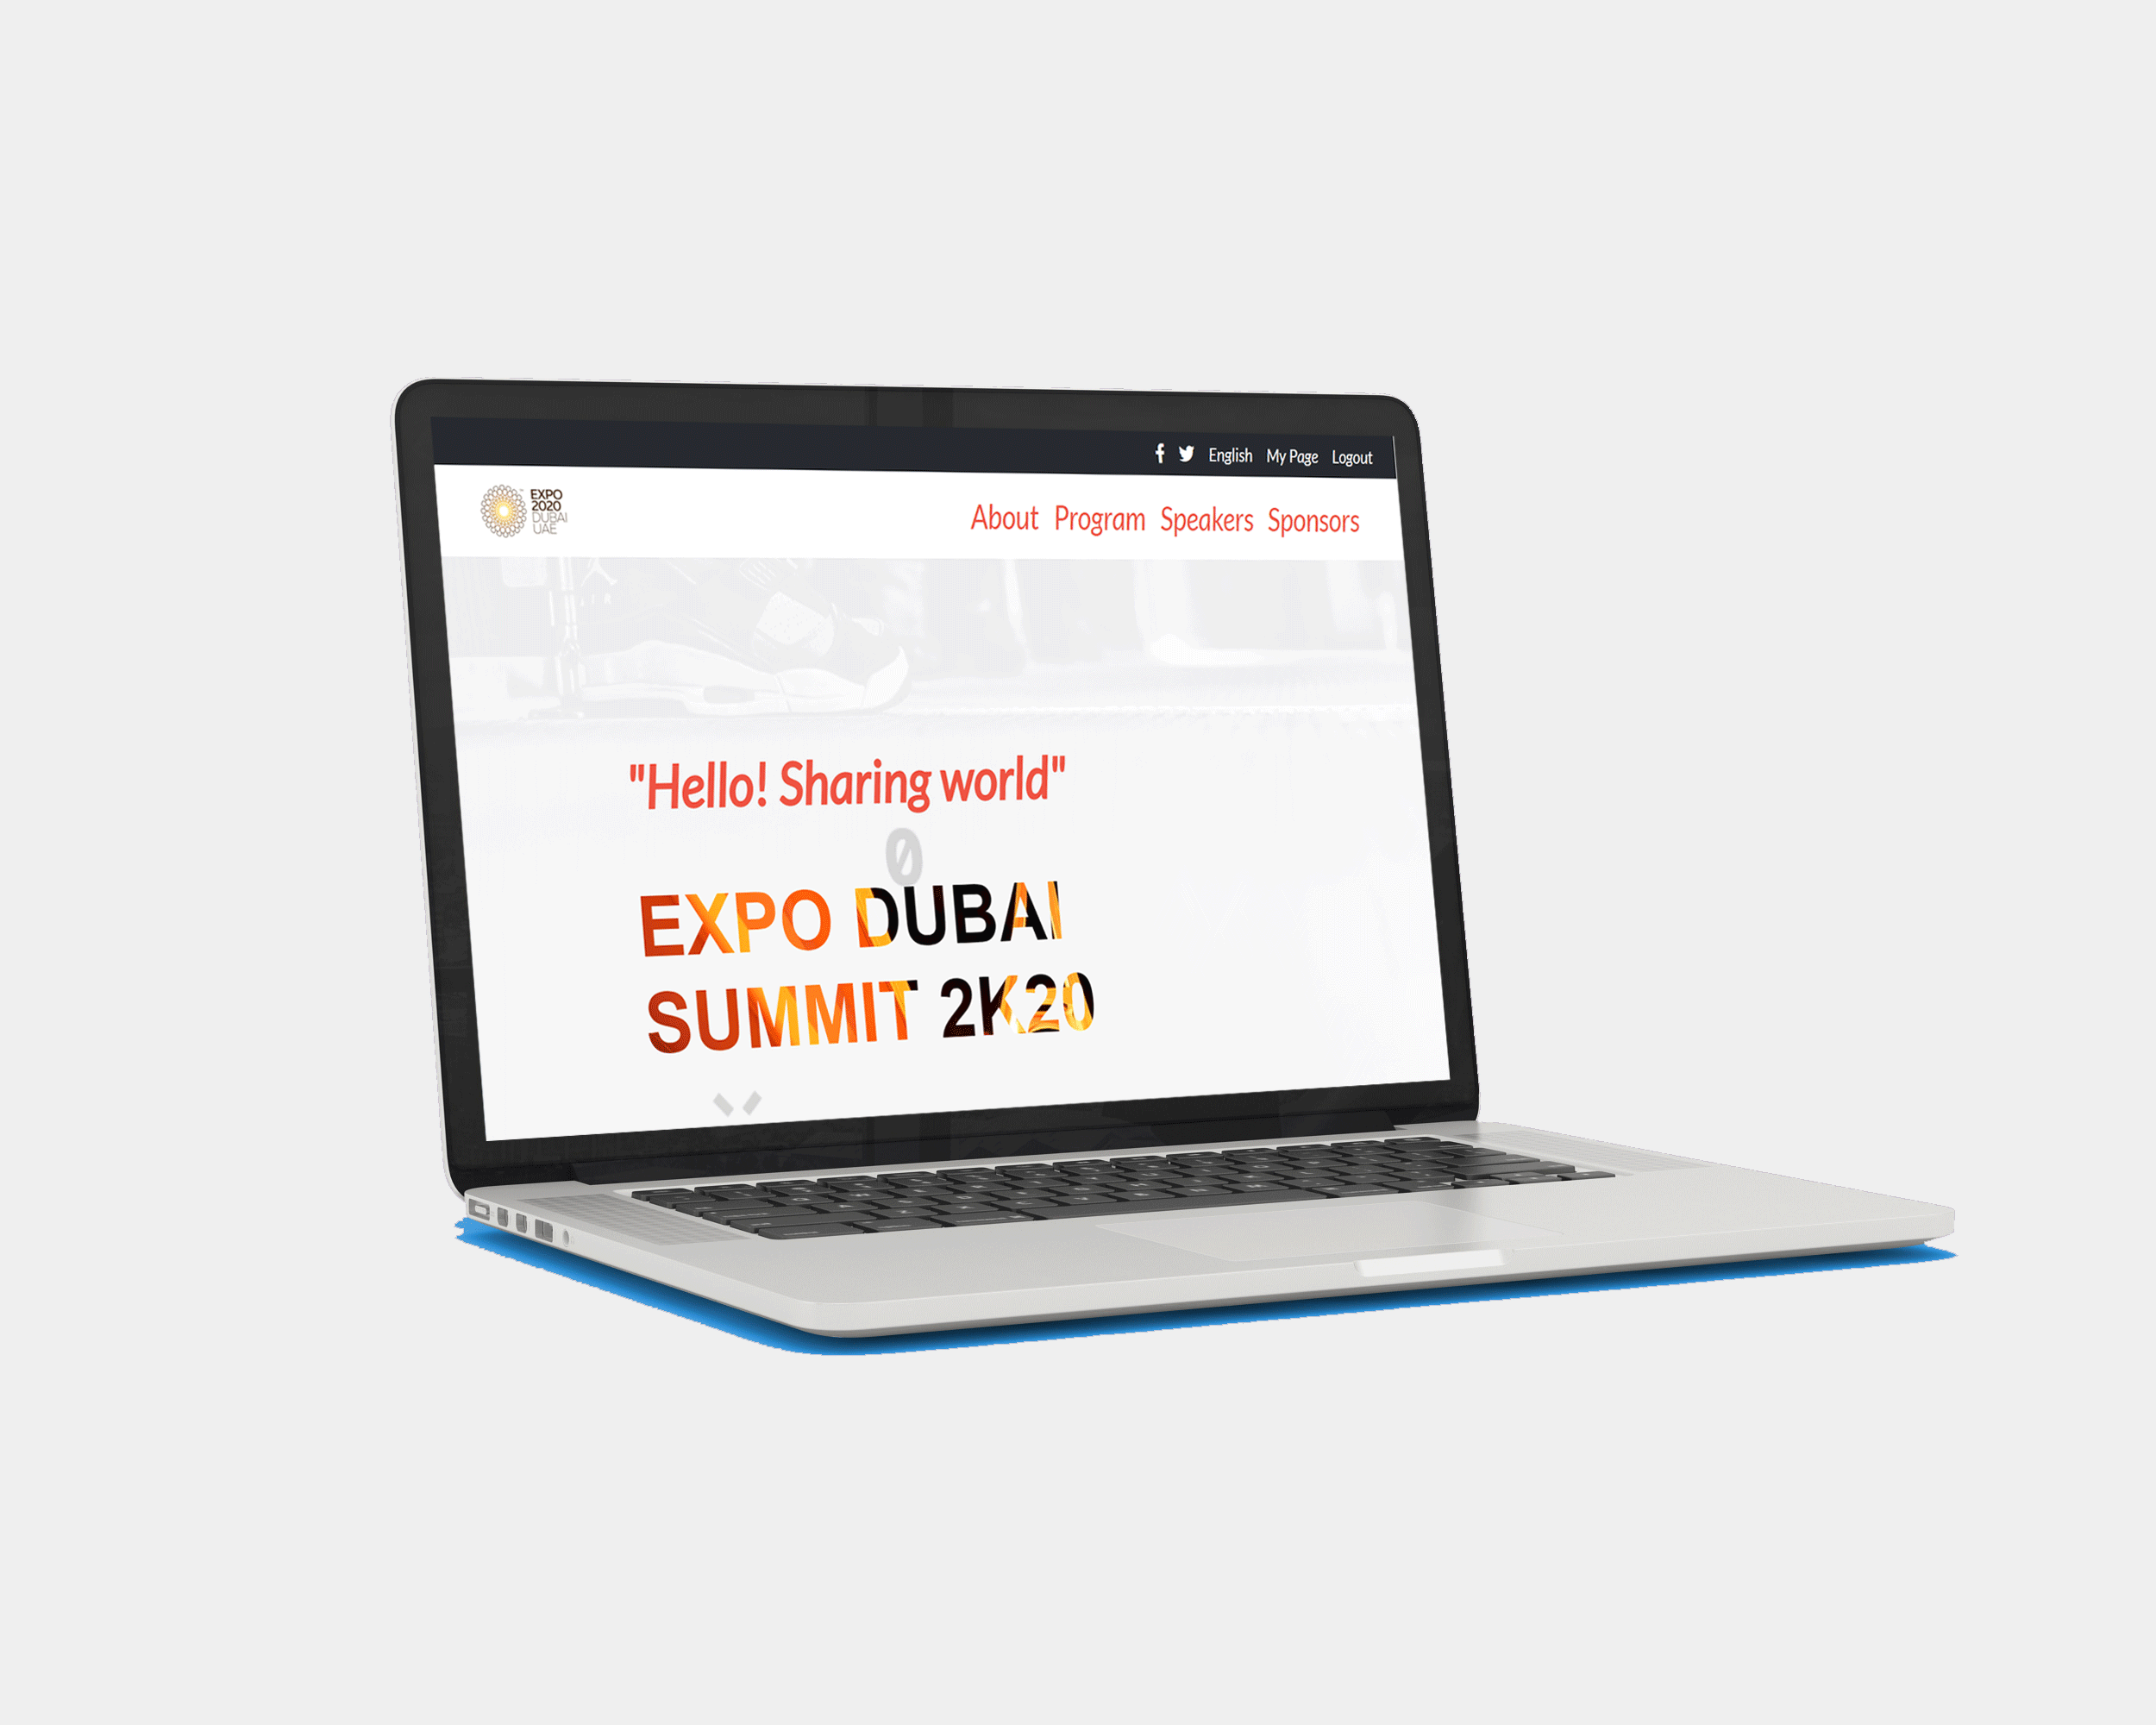 English My Page Logout
EXPO
2020
DUBAI
UAE
About Program Speakers Sponsors
"Hello! Sharing world"
0
EXPO DUBAI
SUMMIT 2K20